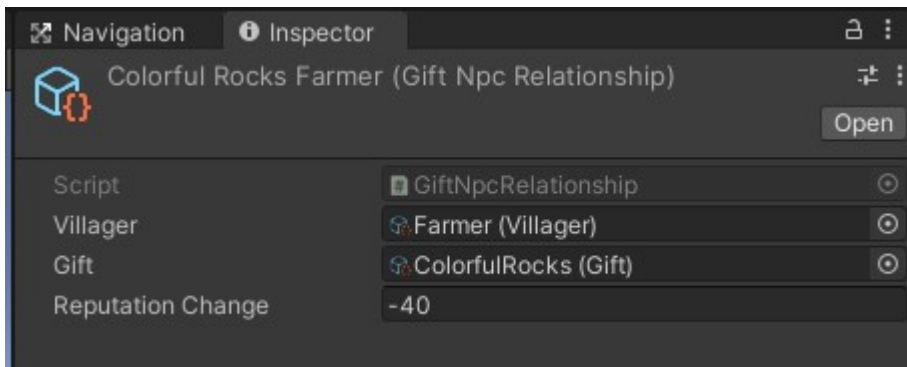 Navigation Inspector
Colorful Rocks Farmer (Gift Npc Relationship)
Open
Script GiftNpcRelationship
Villager Farmer (Villager)
Gift ColorfulRocks (Gift)
Reputation Change -40